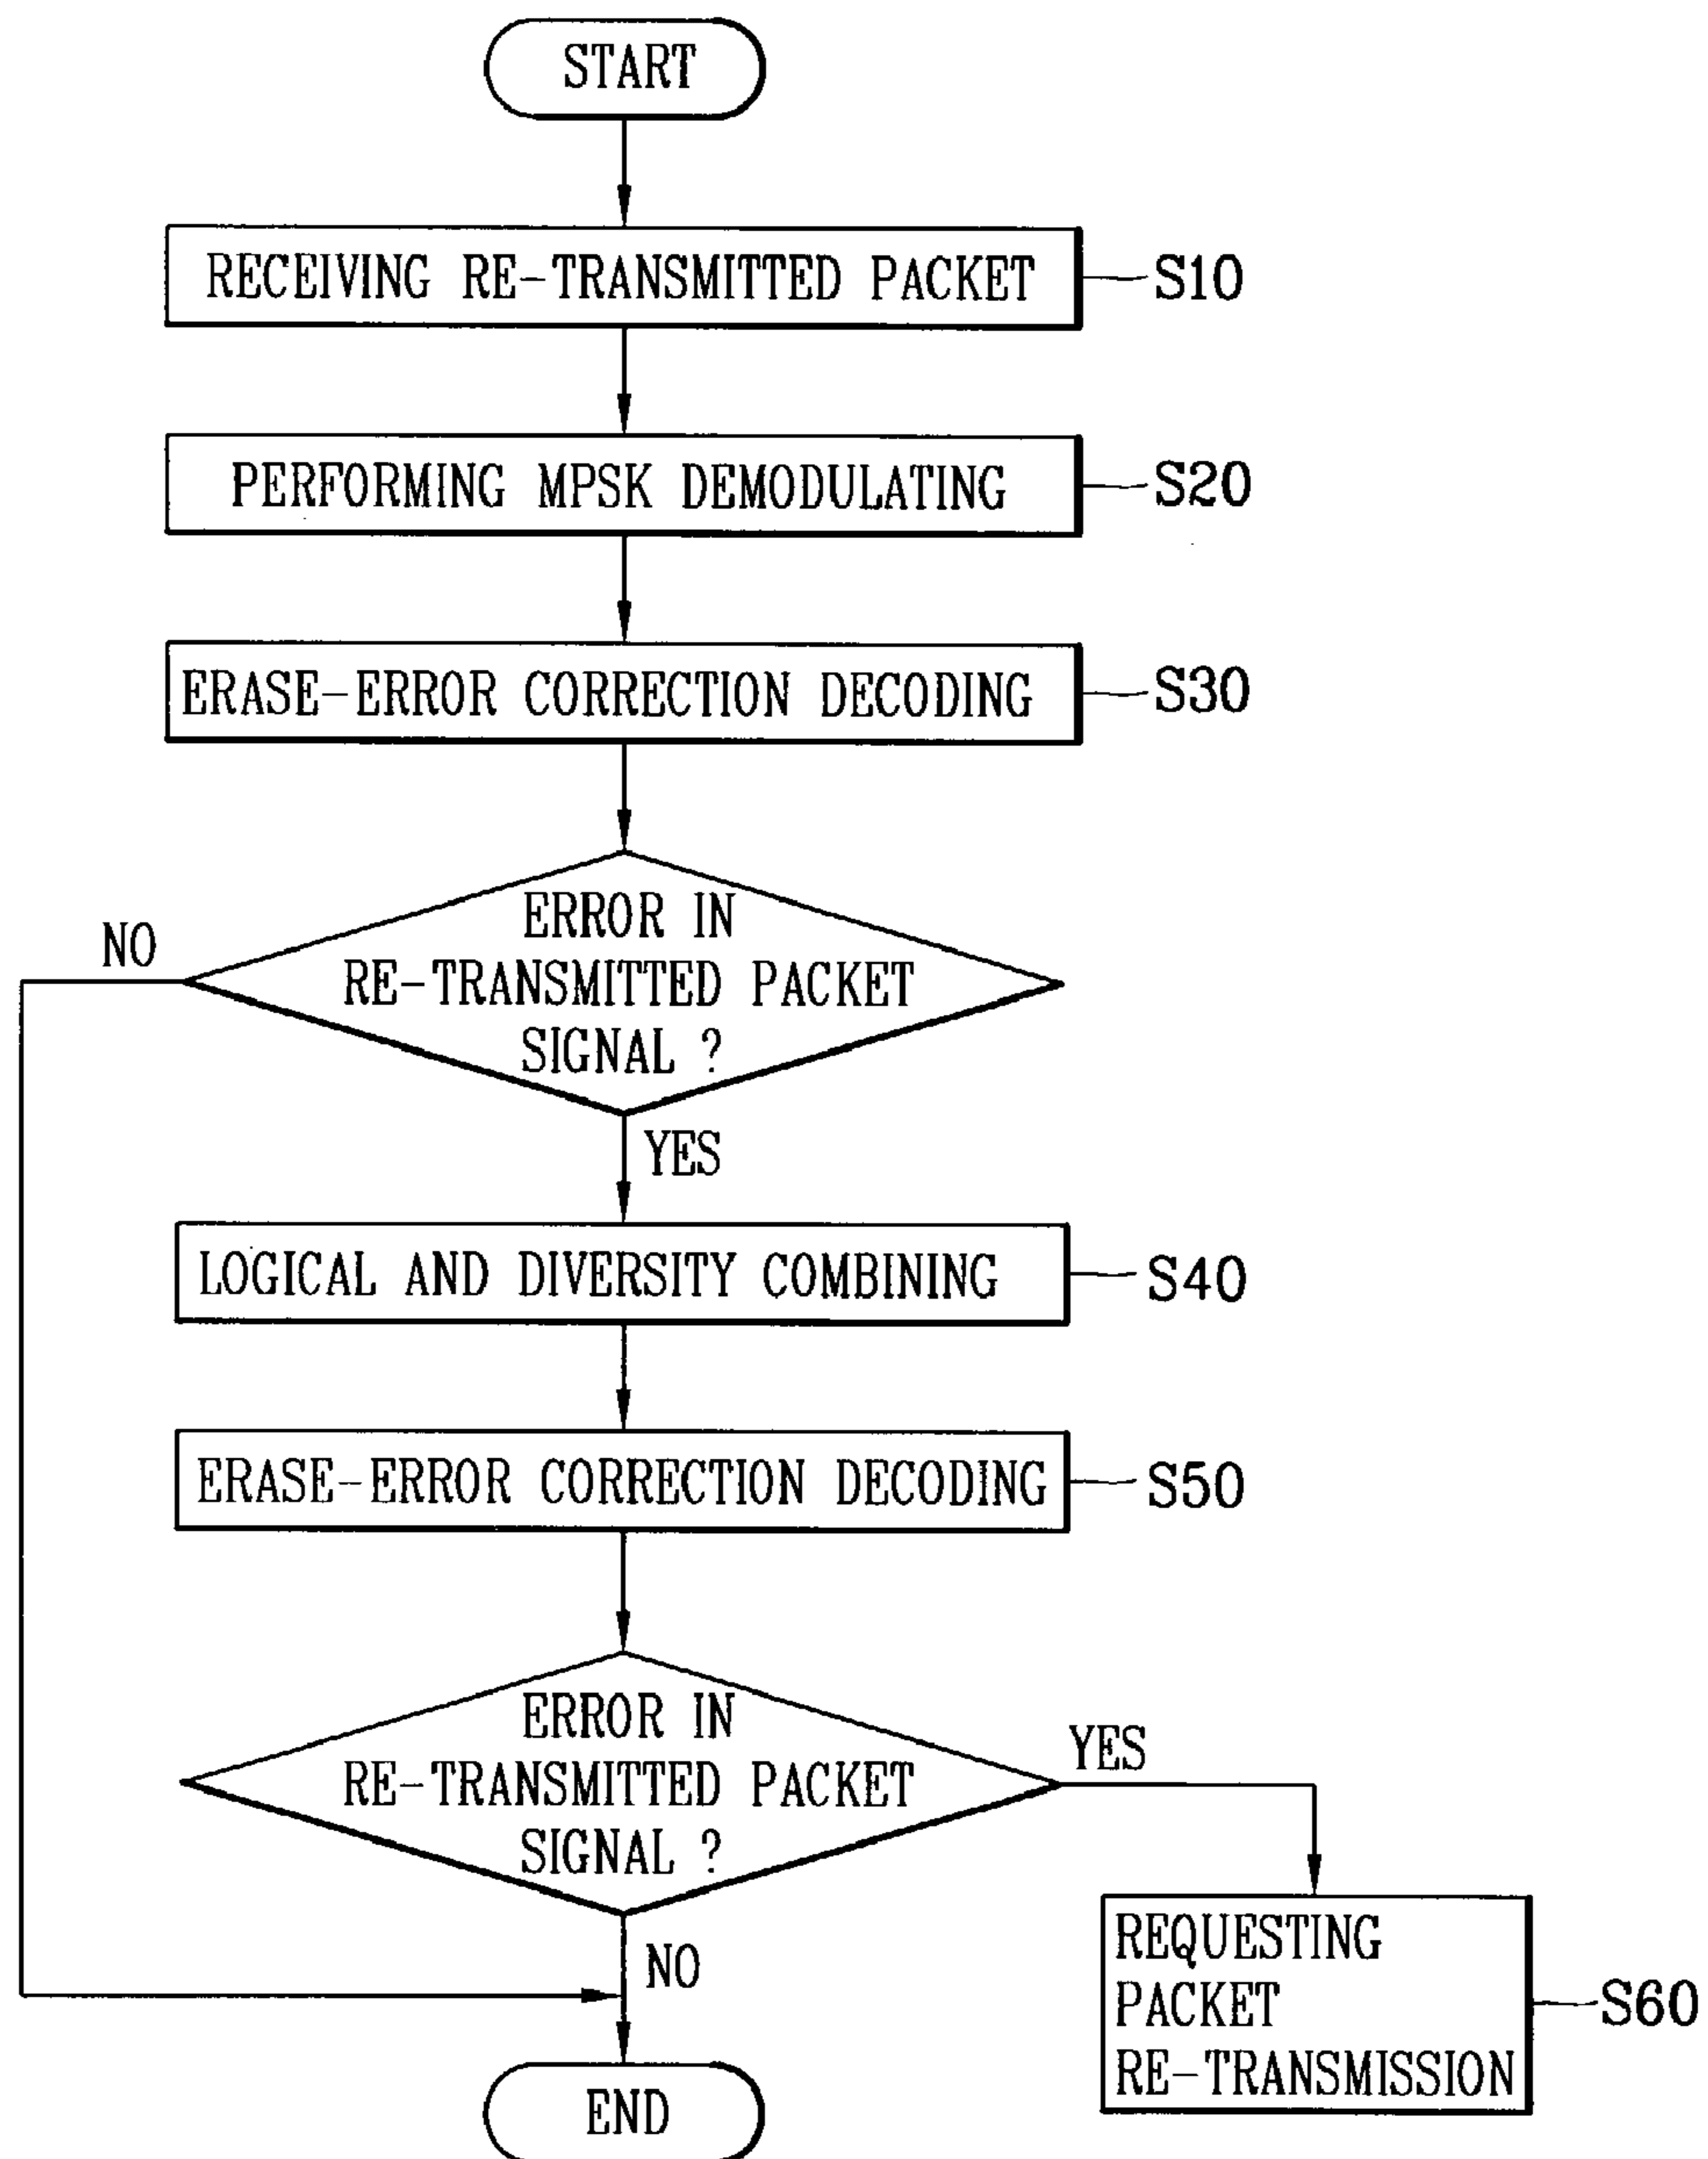 START
RECEIVING RE-TRANSMITTED PACKET
S10
PERFORMING MPSK DEMODULATING
S20
ERASE-ERROR CORRECTION DECODING
S30
ERROR IN
RE-TRANSMITTED PACKET
SIGNAL ?
NO
YES
LOGICAL AND DIVERSITY COMBINING
S40
ERASE-ERROR CORRECTION DECODING
S50
ERROR IN
RE-TRANSMITTED PACKET
SIGNAL ?
YES
NO
REQUESTING
PACKET
RE-TRANSMISSION
S60
END